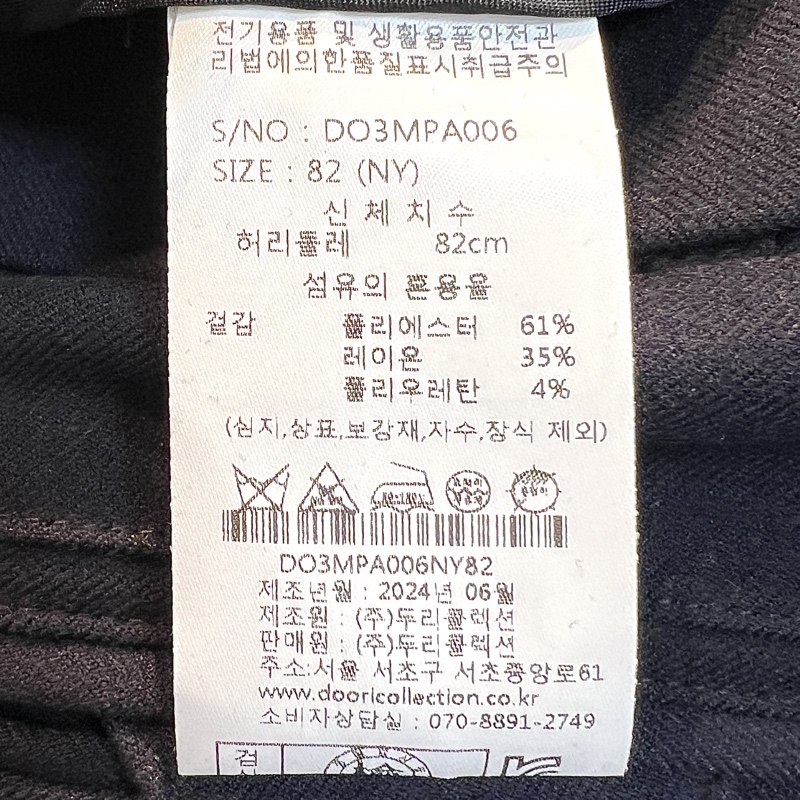 전기용품 및 생활용품안전관
리법에의한품질표시취급주의
S/NO : DO3MPA006
SIZE : 82 (NY)
신 체 치 수
허리둘레 82cm
섬유의 혼용율
겉감 폴리에스터 61%
레이온 35%
폴리우레탄 4%
(심지,상표,보강재,자수,장식 제외)
DO3MPA006NY82
제조년월 : 2024년 06월
제조원 : (주)두리콜렉션
판매원 : (주)두리콜렉션
주소:서울 서초구 서초중앙로61
www.dooricollection.co.kr
소비자상담실 : 070-8891-2749
검